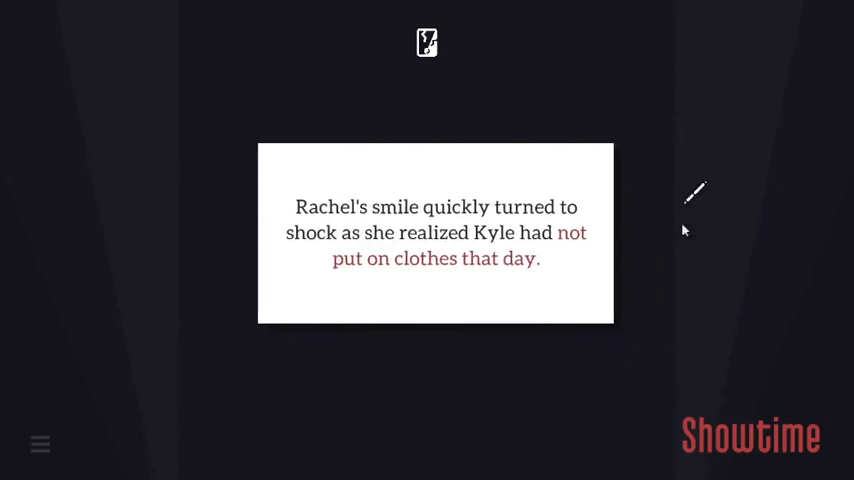 Rachel's smile quickly turned to
shock as she realized Kyle had not
put on clothes that day.
Showtime